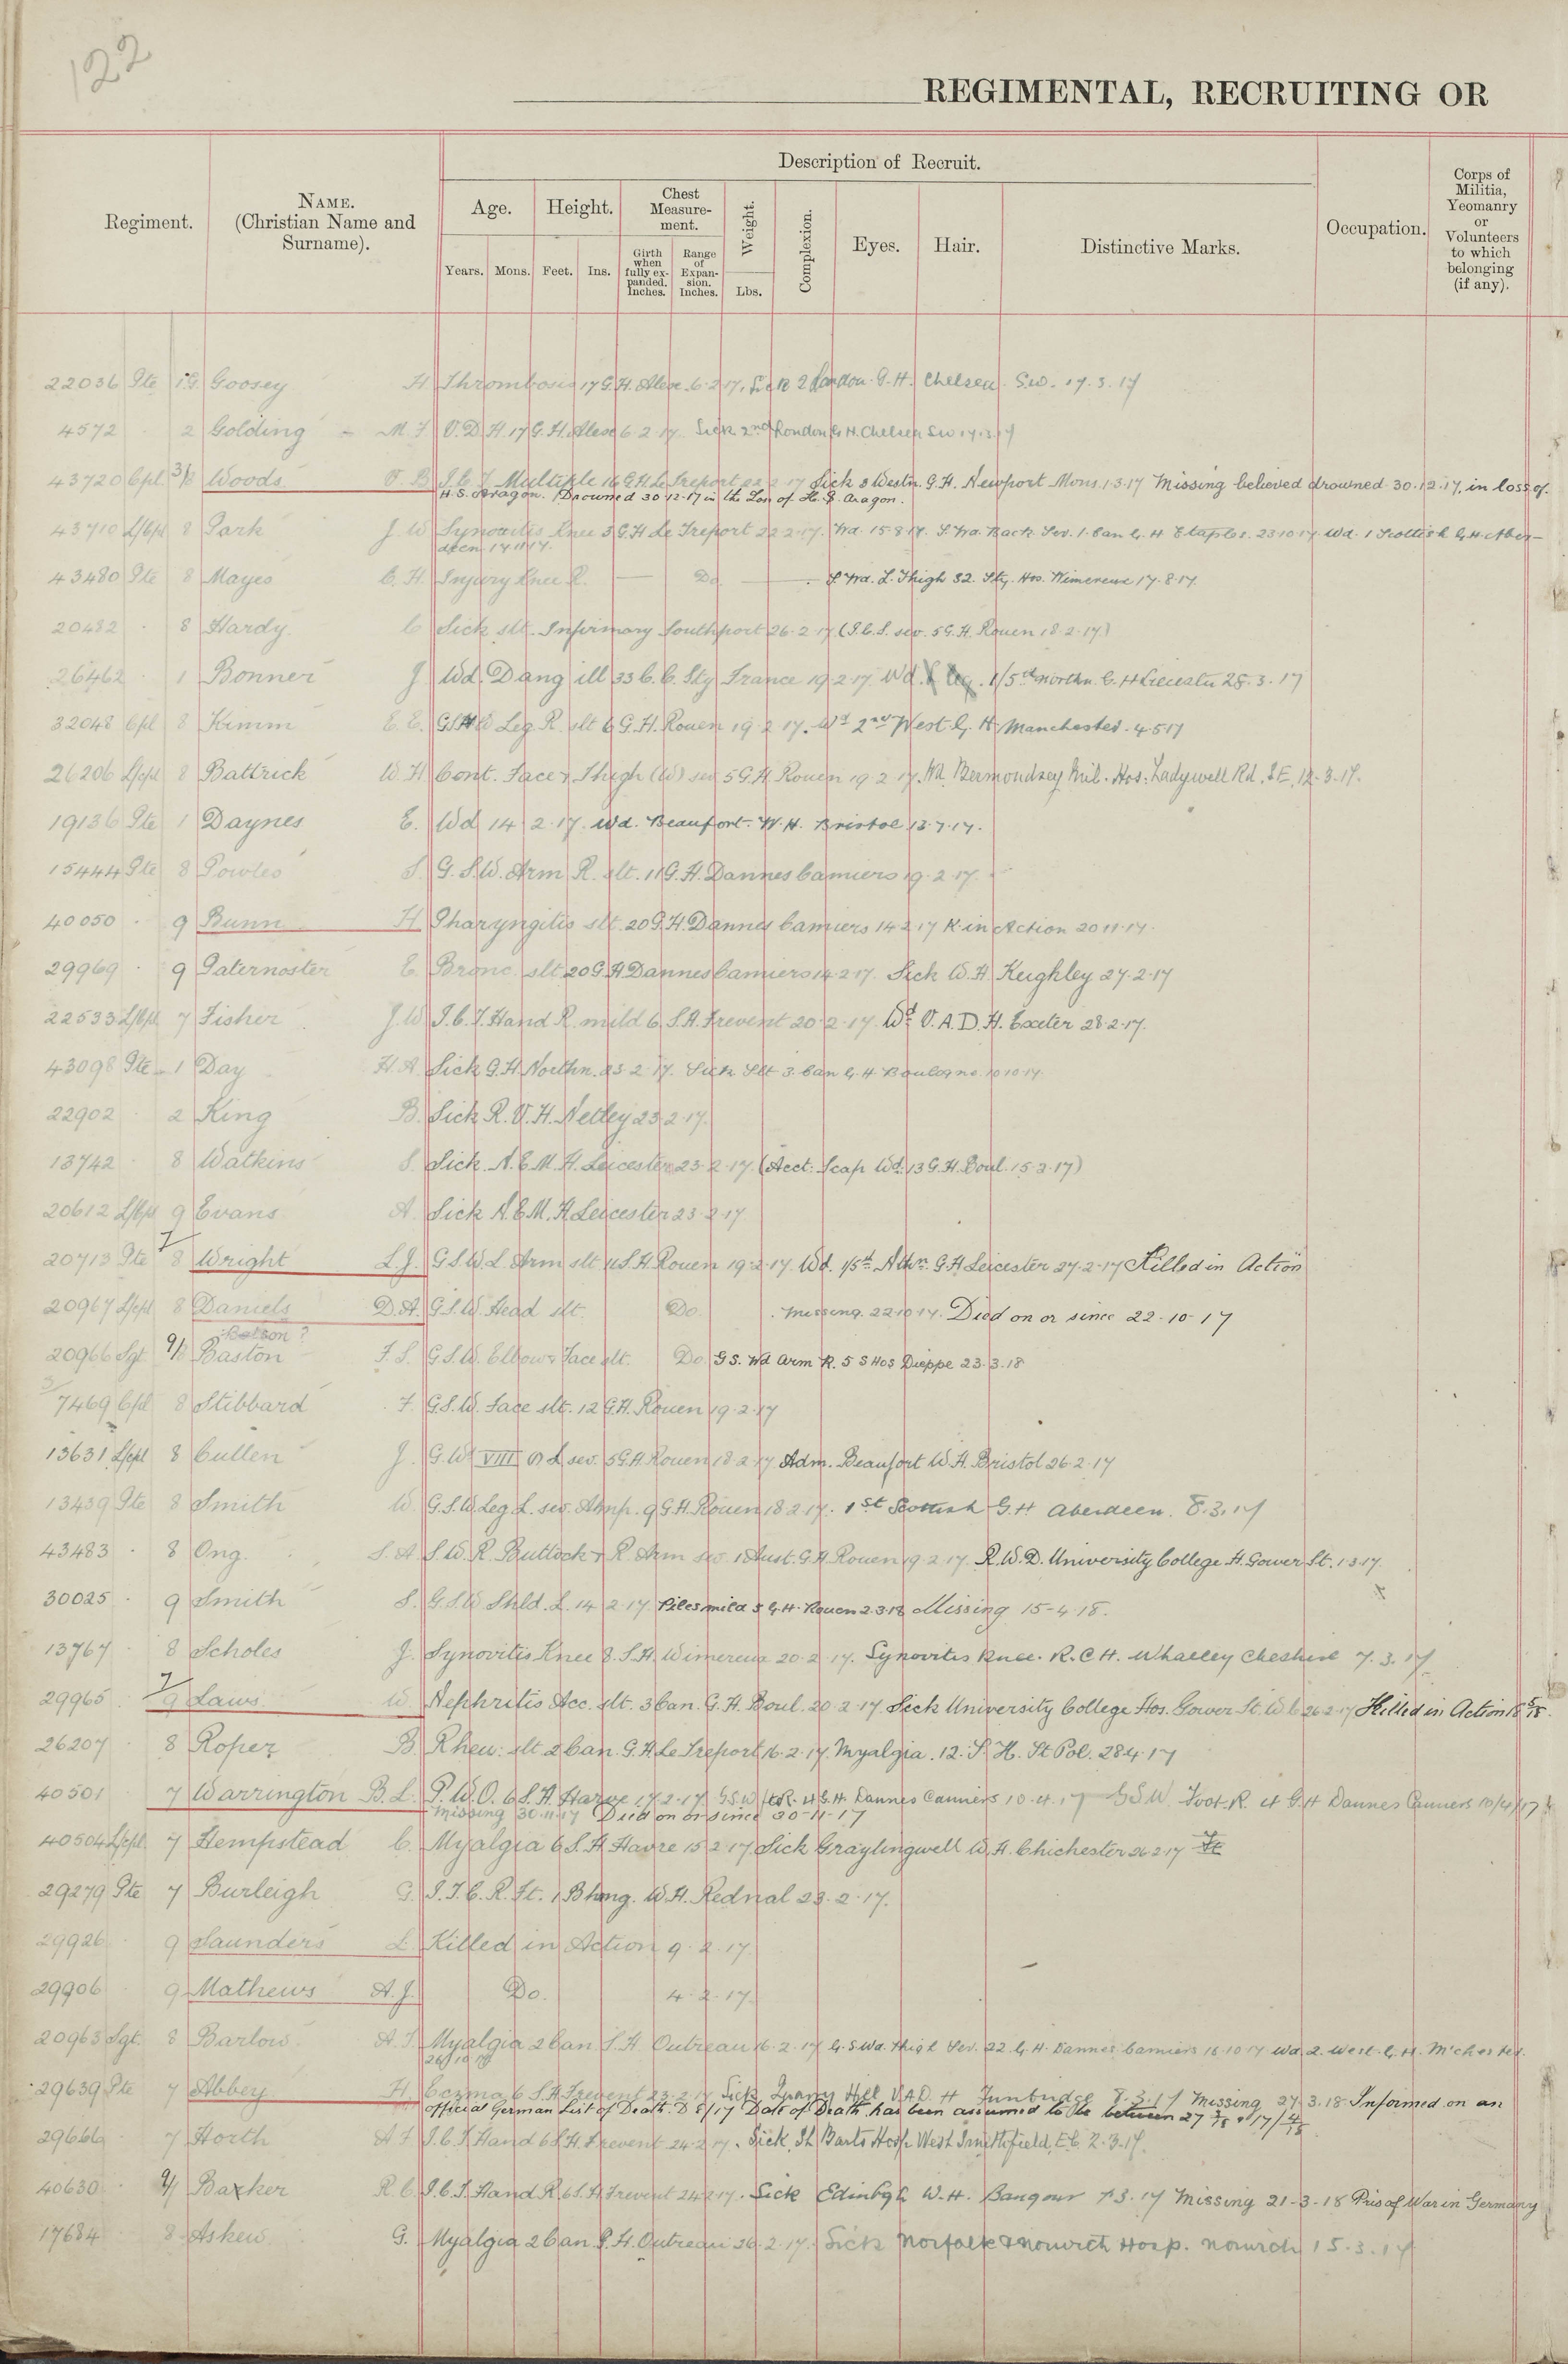 122
REGIMENTAL, RECRUITING OR
Regiment.
NAME.
(Christian Name and
Surname).
Description of Recruit.
Age.
Height.
Chest
Measure-
ment.
Weight.
Complexion.
Eyes.
Hair.
Distinctive Marks.
Occupation.
Corps of
Militia,
Yeomanry
or
Volunteers
to which
belonging
(if any).
Years.
Mons.
Feet.
Ins.
Girth
when
fully ex-
panded.
Inches.
Range
of
Expan-
sion.
Inches.
Lbs.
22036 Pte Goosey H Thrombosis 17 G.H. Alexe. 6.2.17. Sick 2 London. G.H. Chelsea S.W. 17.3.17
4572 2 Golding M.J V.D.H. 17 G.H. Alexe 6.2.17 Sick 2nd London G.H. Chelsea SW 17.3.17
43720 Cpl 3/8 Woods I.C.T. Multiple 16 G.H. Le Treport 22.2.17 Sick 3 Westn. G.H. Newport Mons. 1.3.17 Missing believed drowned 30.12.17, in loss of
H.S. Aragon. Drowned 30-12-17 in the Loss of H.S. Aragon.
43710 L/Cpl 8 Park J.W Synovitis Knee 3 G.H Le Treport 22.2.17. Wd. 15.8.17. S. Wd. Back Sev. 1. Can G. H Etaples. 23.10.17. Wd. 1 Scottish G.H. Aber-
deen 14.11.17.
43480 Pte 8 Mayes C.H. Injury Knee R. — Do — S. Wd. L. Thigh 32. Sty. Hos. Wimereux 17.8.17.
20482 8 Hardy. C Sick slt. Infirmary Southport 26.2.17. (I.C.S. sev. 5 G.H. Rouen 18.2.17)
26462 1 Bonner J Wd. Dang ill 33 C.C. Stg France 19.2.17. Wd. Leg. 1/5th Northn. G.H Leicester 28.3.17
32048 Cpl 8 Kimm E.E. G.S.W. Leg R. slt 6 G.H. Rouen 19.2.17. Wd 2nd West. G. H. Manchester. 4.5.17
26206 L/Cpl 8 Battrick W.H Cont. Face & Thigh (W) sev 5 G.H Rouen 19.2.17. Wd. Bermondsey Mil. Hos. Ladywell Rd. S.E. 12.3.17.
19136 Pte 1 Daynes E. Wd 14.2.17. Wd. Beaufort. W.H. Bristol 13.7.17.
15444 Pte 8 Powles S. G.S.W. Arm R. slt. 11 G.H. Dannes Camiers 19.2.17.
40050 9 Bunn H Pharyngitis slt. 20 G.H. Dannes Camiers 14.2.17 K in Action 20.11.17.
29969 9 Paternoster E. Bronc. slt. 20 G.H Dannes Camiers 14.2.17. Sick W.H. Keighley 27.2.17
22533 L/Cpl 7 Fisher J.W I.C.T. Hand R. mild 6. S.H. Frevent 20.2.17. Wd V.A.D.H. Exeter 28.2.17.
43098 Pte 1 Day H.A Sick G.H. Northn. 23.2.17. Sick Slt 3. Can G. H Boulogne 10.10.17.
22902 2 King B. Sick R.V.H. Netley 23.2.17.
13742 8 Watkins S. Sick. N.E.M.H. Leicester 23.2.17. (Acct: Scap Wd. 13 G.H. Boul. 15.2.17)
20612 L/Cpl 9 Evans A. Sick N.E.M.H Leicester 23.2.17
20713 Pte 7/8 Wright L.J. G.S.W. L. Arm slt 11 S.H. Rouen 19.2.17. Wd. 1/5th Nthn. G.H Leicester 27.2.17 Killed in Action
20967 L/Cpl 8 Daniels D.A. G.S.W. Head slt. Do. Missing. 22.10.17. Died on or since 22-10-17
Batson?
20966 Sgt 9/8 Baston F.S. G.S.W. Elbow & Face slt. Do. G.S. Wd Arm R. 5 S Hos Dieppe 23.3.18
7469 Cpl 8 Stibbard F. G.S.W. Face slt. 12 G.H. Rouen 19.2.17
13631 L/Cpl 8 Cullen J. G.W. VIII sev. 5 G.H Rouen 18.2.17 Adm. Beaufort W.H. Bristol 26.2.17
13439 Pte 8 Smith W. G.S.W. Leg L. sev. Amp. 9 G.H. Rouen 18.2.17. 1st Scottish G.H Aberdeen. 8.3.17
43483 8 Ong. S.A S.W. R. Buttock & R. Arm sev. 1 Aust. G.H Rouen 19.2.17. R.W.D. University College H. Gower St. 1.3.17.
30025 9 Smith S. G.S.W. Shld. L. 14.2.17 Piles mild 5 G.H. Rouen 2.3.18 Missing 15-4-18.
13767 8 Scholes J. Synovitis Knee 8. S.H. Wimereux 20.2.17. Synovitis Knee. R.C H. Whalley Cheshire 7.3.17
29965 7/9 Laws. W. Nephritis Acc. slt. 3 Can. G.H. Boul. 20.2.17 Sick University College Hos. Gower St. W.C 26.2.17 Killed in Action
26207 8 Roper B Rheu: slt 2 Can G.H Le Treport 16.2.17. Myalgia. 12. S. H. St Pol. 28.4.17
40501 7 Warrington B.L. P.U.O. 6 S.H. Havre 17.2.17 G.S.W. 4 G.H. Dannes Camiers 10.4.17 G.S.W. Foot. R. 4 G.H Dannes Camiers 10/4/17
Missing 30.11.17 Died on or since 30-11-17
40504 L/Cpl. 7 Hempstead C. Myalgia 6 S.H. Havre 15.2.17. Sick Graylingwell W.H. Chichester 26.2.17
29279 Pte 7 Burleigh G. I.T.C. R. Ft. 1 Bhmg. W.H. Rednal 23.2.17.
29926 9 Saunders L Killed in Action 9.2.17.
29906 9 Mathews A.J. Do. 4.2.17.
20963 Sgt. 8 Barlow A.T. Myalgia 2 Can S.H. Outreau 16.2.17 G.S. Wd. Thigh Sev. 22 G.H. Dannes Camiers 15.10.17 Wd 2. West. G.H. M'chester
29639 Pte 7 Abbey H. Eczma 6 S.H Frevent 23.2.17 Sick Quarry Hill V.A.D. H Tunbridge 8.3.17 Missing 27.3.18 Informed on an
official German List of Death. Date of Death has been assumed to be between 27
29666 7 Horth A.J I.C.T Hand 6 S.H. Frevent 24.2.17. Sick. St Barts Hosp. West Smithfield, E.C. 2.3.17.
40630 9/7 Barker R.C. I.C.T. Hand R. 6 S.H. Frevent 24.2.17. Sick Edinbgh W.H. Bangour 7.3.17 Missing 21-3-18 Pris of War in Germany
17684 8 Askew G. Myalgia 2 Can S.H. Outreau 26.2.17. Sick Norfolk & Norwich Hosp. Norwich 15.3.17